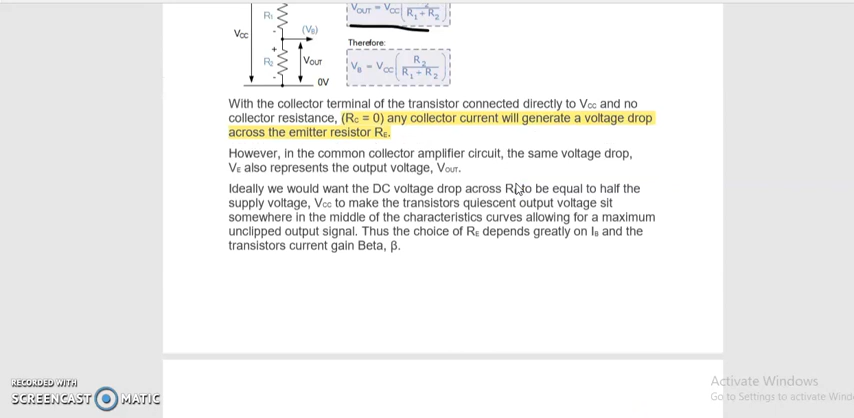 R₁
VOUT = VCC( R₁ + R₂ )
VCC
(VB)
Therefore:
R₂
VOUT
VB = VCC( R₂ / R₁ + R₂ )
0V
With the collector terminal of the transistor connected directly to Vcc and no
collector resistance, (Rc = 0) any collector current will generate a voltage drop
across the emitter resistor RE.
However, in the common collector amplifier circuit, the same voltage drop,
VE also represents the output voltage, VOUT.
Ideally we would want the DC voltage drop across to be equal to half the
supply voltage, Vcc to make the transistors quiescent output voltage sit
somewhere in the middle of the characteristics curves allowing for a maximum
unclipped output signal. Thus the choice of RE depends greatly on IB and the
transistors current gain Beta, β.
RECORDED WITH
SCREENCAST MATIC
Activate Windows
Go to Settings to activate Wind